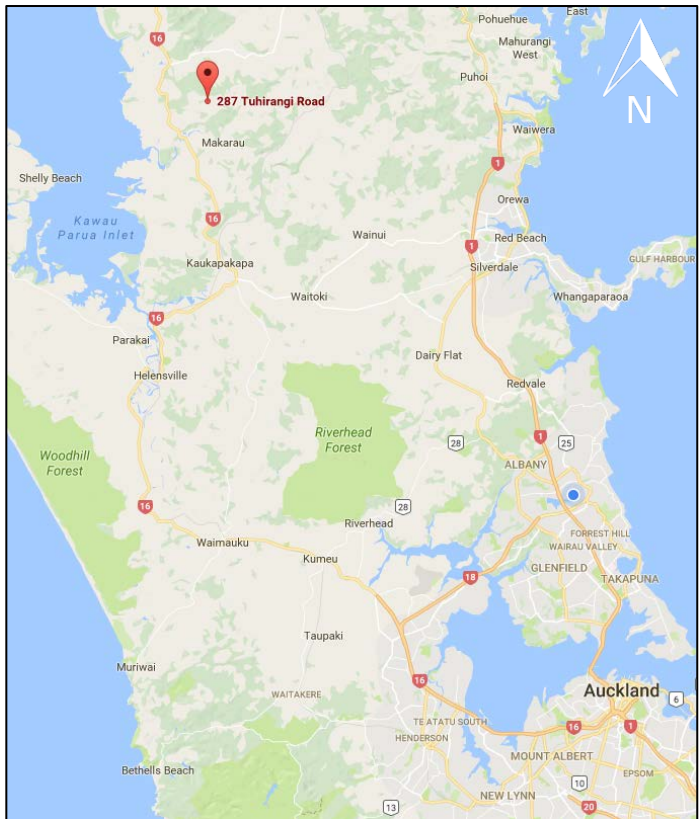 Pohuehue
East
16
Mahurangi
West
N
Puhoi
287 Tuhirangi Road
Waiwera
Makarau
1
Shelly Beach
Orewa
Kawau
Parua Inlet
16
Wainui
1
Red Beach
Kaukapakapa
Silverdale
GULF HARBOUR
Waitoki
Whangaparaoa
16
Parakai
Dairy Flat
Helensville
Redvale
Riverhead
Forest
28
1
25
Woodhill
Forest
ALBANY
16
28
Riverhead
Waimauku
FORREST HILL
WAIRAU VALLEY
Kumeu
GLENFIELD
18
TAKAPUNA
Taupaki
Muriwai
16
WAITAKERE
Auckland
6
TE ATATU SOUTH
16
1
HENDERSON
MOUNT ALBERT
Bethells Beach
EPSOM
10
NEW LYNN
13
20